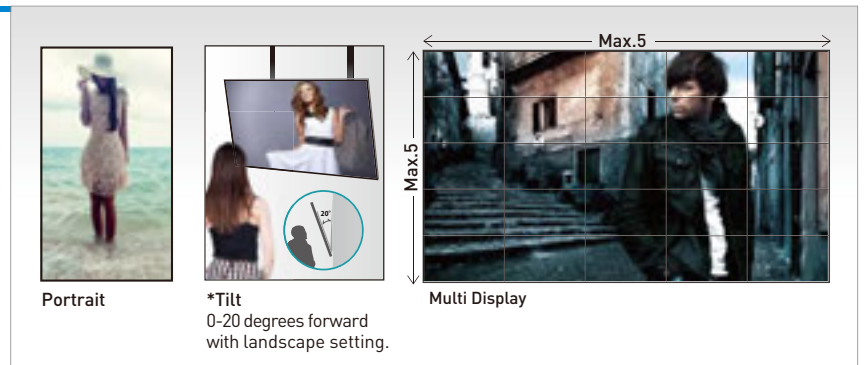 Max.5
Max.5
20°
Portrait
*Tilt
0-20 degrees forward
with landscape setting.
Multi Display